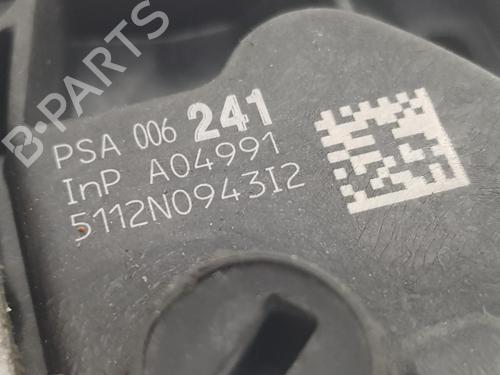 B-PARTS
PSA 006 241
InP A04991
5112N0943I2